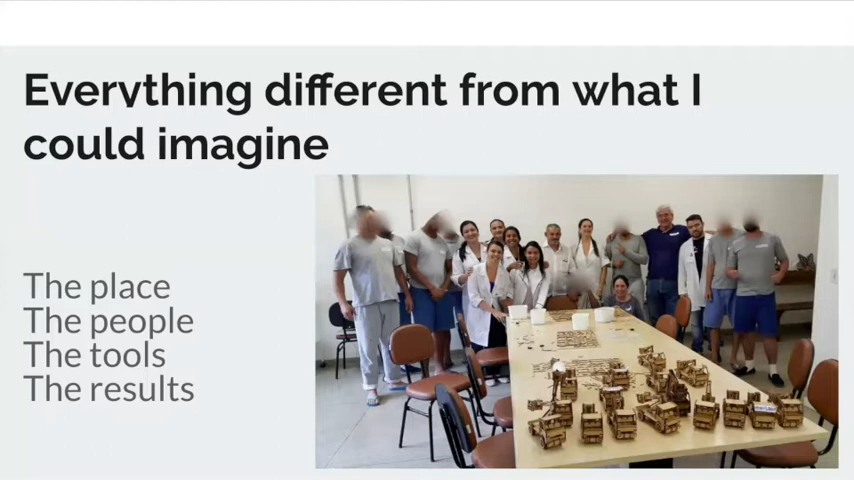 Everything different from what I
could imagine
The place
The people
The tools
The results